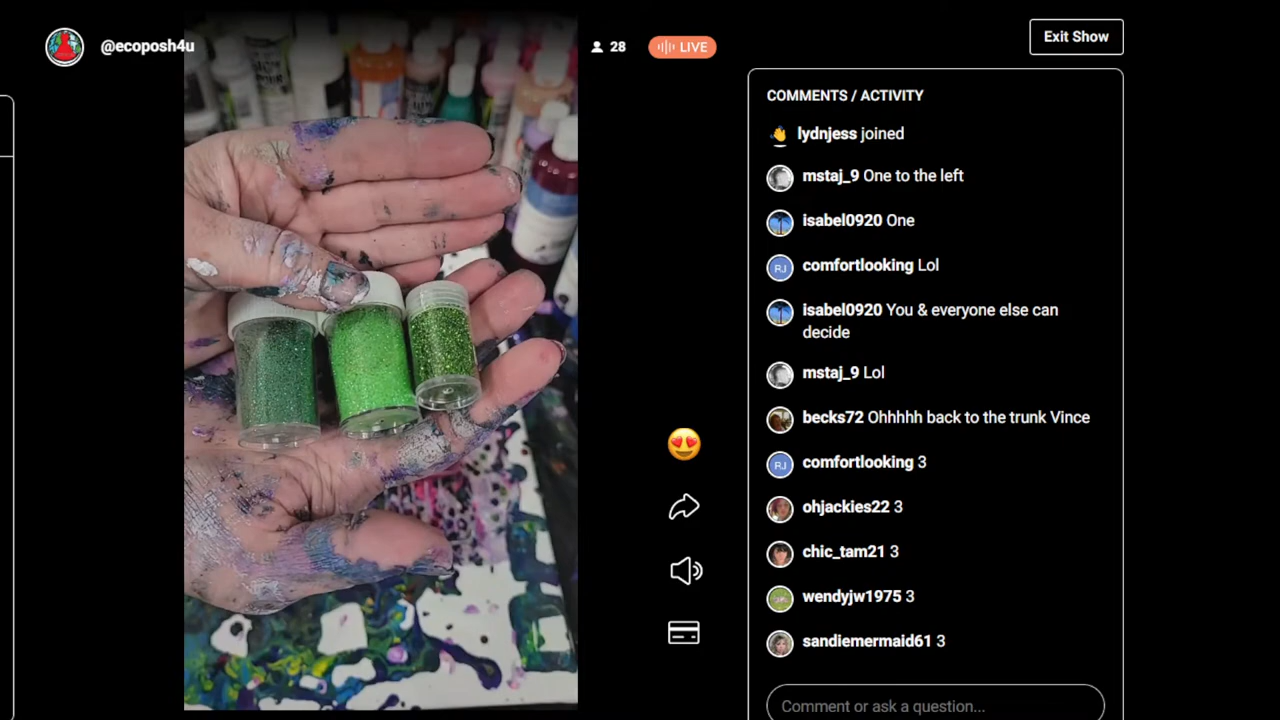 @ecoposh4u
28
LIVE
Exit Show
COMMENTS / ACTIVITY
lydnjess joined
mstaj_9 One to the left
isabel0920 One
RJ comfortlooking Lol
isabel0920 You & everyone else can
decide
mstaj_9 Lol
becks72 Ohhhhh back to the trunk Vince
RJ comfortlooking 3
ohjackies22 3
chic_tam21 3
wendyjw1975 3
sandiemermaid61 3
Comment or ask a question...